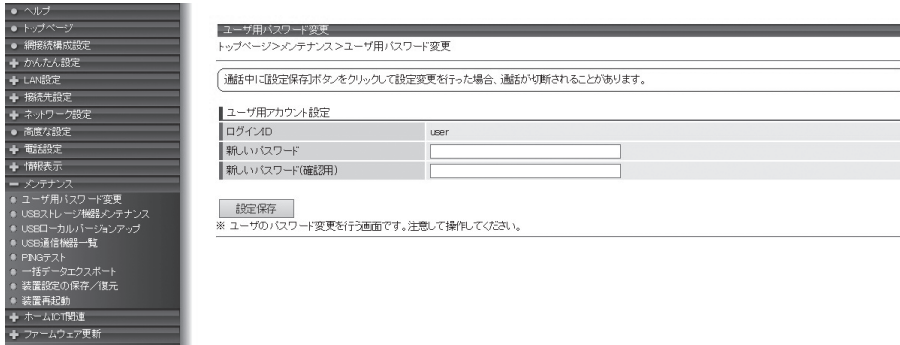 ヘルプ
トップページ
網接続構成設定
かんたん設定
LAN設定
接続先設定
ネットワーク設定
高度な設定
電話設定
情報表示
メンテナンス
ユーザ用パスワード変更
USBストレージ機器メンテナンス
USBローカルバージョンアップ
USB通信機器一覧
PINGテスト
一括データエクスポート
装置設定の保存/復元
装置再起動
ホームICT関連
ファームウェア更新
ユーザ用パスワード変更
トップページ>メンテナンス>ユーザ用パスワード変更
通話中に[設定保存]ボタンをクリックして設定変更を行った場合、通話が切断されることがあります。
ユーザ用アカウント設定
ログインID user
新しいパスワード
新しいパスワード(確認用)
設定保存
※ ユーザのパスワード変更を行う画面です。注意して操作してください。